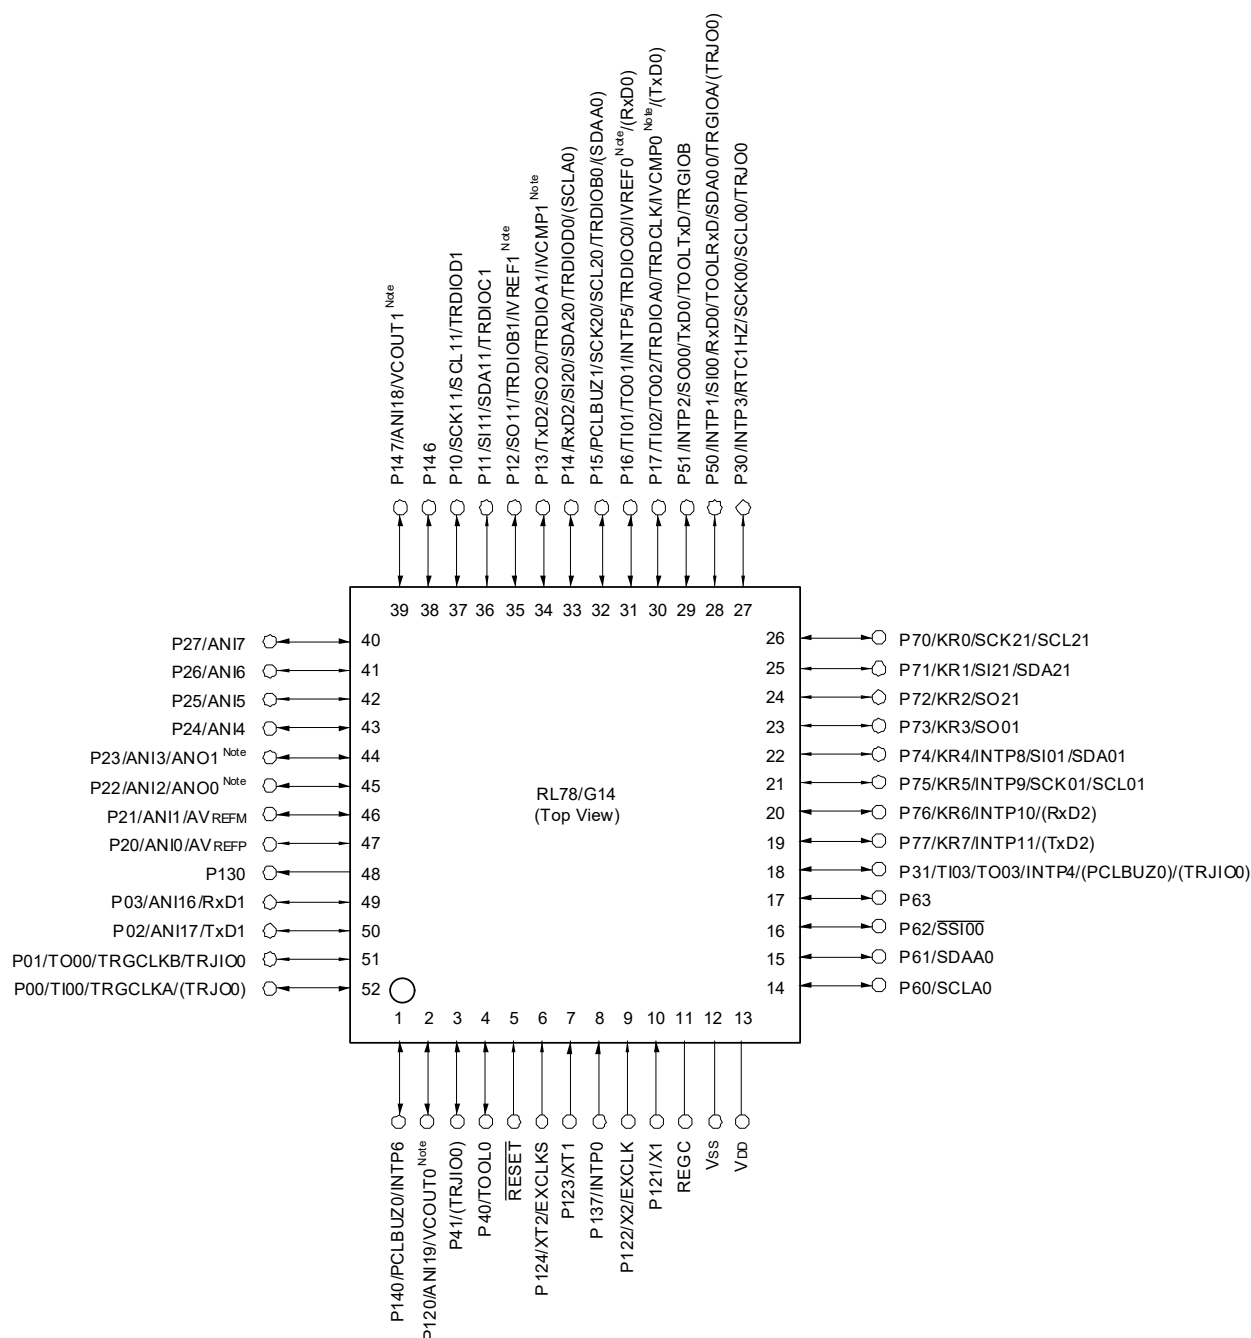 P147/ANI18/VCOUT1 Note
P146
P10/SCK11/SCL11/TRDIOD1
P11/SI11/SDA11/TRDIOC1
P12/SO11/TRDIOB1/IVREF1 Note
P13/TxD2/SO20/TRDIOA1/IVCMP1 Note
P14/RxD2/SI20/SDA20/TRDIOD0/(SCLA0)
P15/PCLBUZ1/SCK20/SCL20/TRDIOB0/(SDAA0)
P16/TI01/TO01/INTP5/TRDIOC0/IVREF0 Note/(RxD0)
P17/TI02/TO02/TRDIOA0/TRDCLK/IVCMP0 Note/(TxD0)
P51/INTP2/SO00/TxD0/TOOLTxD/TRGIOB
P50/INTP1/SI00/RxD0/TOOLRxD/SDA00/TRGIOA/(TRJO0)
P30/INTP3/RTC1HZ/SCK00/SCL00/TRJO0
39 38 37 36 35 34 33 32 31 30 29 28 27
P27/ANI7 40
P26/ANI6 41
P25/ANI5 42
P24/ANI4 43
P23/ANI3/ANO1 Note 44
P22/ANI2/ANO0 Note 45
P21/ANI1/AVREFM 46
P20/ANI0/AVREFP 47
P130 48
P03/ANI16/RxD1 49
P02/ANI17/TxD1 50
P01/TO00/TRGCLKB/TRJIO0 51
P00/TI00/TRGCLKA/(TRJO0) 52
RL78/G14
(Top View)
26 P70/KR0/SCK21/SCL21
25 P71/KR1/SI21/SDA21
24 P72/KR2/SO21
23 P73/KR3/SO01
22 P74/KR4/INTP8/SI01/SDA01
21 P75/KR5/INTP9/SCK01/SCL01
20 P76/KR6/INTP10/(RxD2)
19 P77/KR7/INTP11/(TxD2)
18 P31/TI03/TO03/INTP4/(PCLBUZ0)/(TRJIO0)
17 P63
16 P62/SSI00
15 P61/SDAA0
14 P60/SCLA0
1 2 3 4 5 6 7 8 9 10 11 12 13
P140/PCLBUZ0/INTP6
P120/ANI19/VCOUT0 Note
P41/(TRJIO0)
P40/TOOL0
RESET
P124/XT2/EXCLKS
P123/XT1
P137/INTP0
P122/X2/EXCLK
P121/X1
REGC
VSS
VDD